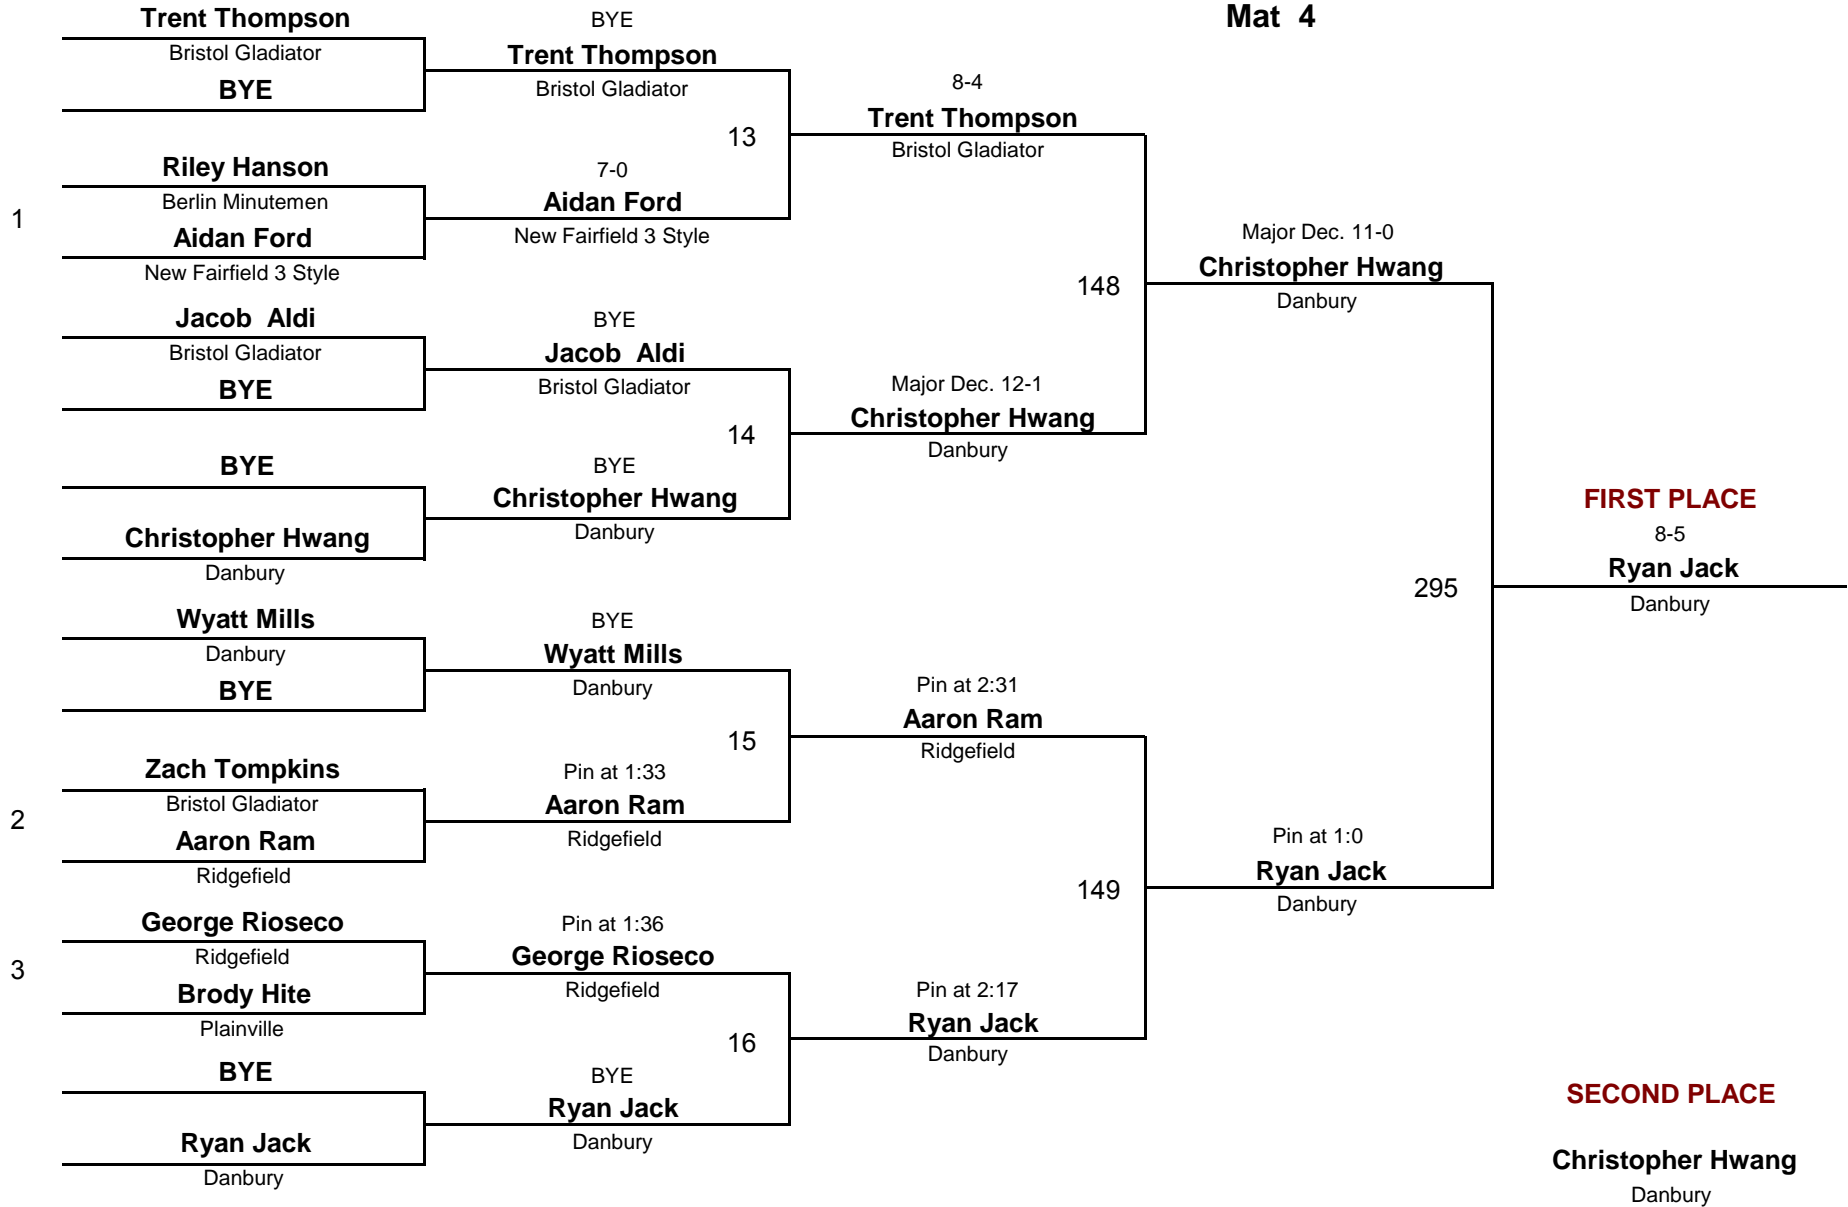 Mat  4
Trent Thompson
Bristol Gladiator
BYE
1
Riley Hanson
Berlin Minutemen
Aidan Ford
New Fairfield 3 Style
Jacob  Aldi
Bristol Gladiator
BYE
BYE
Christopher Hwang
Danbury
Wyatt Mills
Danbury
BYE
2
Zach Tompkins
Bristol Gladiator
Aaron Ram
Ridgefield
3
George Rioseco
Ridgefield
Brody Hite
Plainville
BYE
Ryan Jack
Danbury
BYE
Trent Thompson
Bristol Gladiator
13
7-0
Aidan Ford
New Fairfield 3 Style
BYE
Jacob  Aldi
Bristol Gladiator
14
BYE
Christopher Hwang
Danbury
BYE
Wyatt Mills
Danbury
15
Pin at 1:33
Aaron Ram
Ridgefield
Pin at 1:36
George Rioseco
Ridgefield
16
BYE
Ryan Jack
Danbury
8-4
Trent Thompson
Bristol Gladiator
148
Major Dec. 12-1
Christopher Hwang
Danbury
Pin at 2:31
Aaron Ram
Ridgefield
149
Pin at 2:17
Ryan Jack
Danbury
Major Dec. 11-0
Christopher Hwang
Danbury
295
Pin at 1:0
Ryan Jack
Danbury
FIRST PLACE
8-5
Ryan Jack
Danbury
SECOND PLACE
Christopher Hwang
Danbury